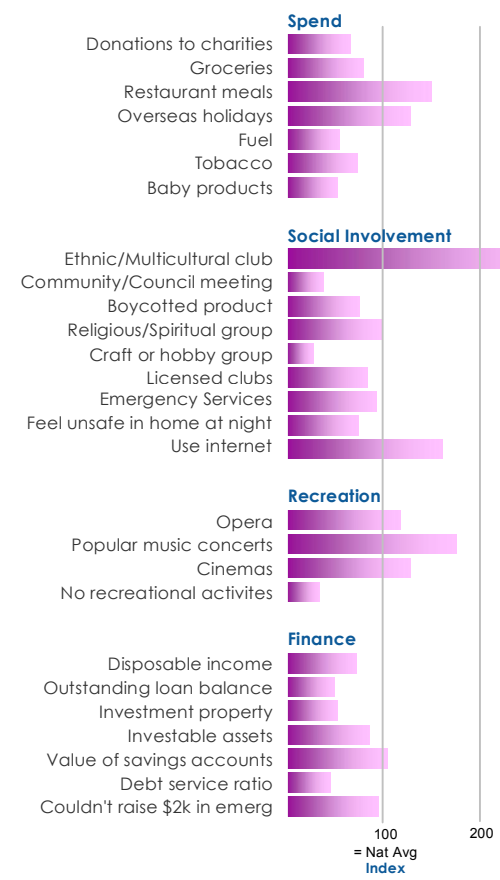 Spend
Donations to charities
Groceries
Restaurant meals
Overseas holidays
Fuel
Tobacco
Baby products
Social Involvement
Ethnic/Multicultural club
Community/Council meeting
Boycotted product
Religious/Spiritual group
Craft or hobby group
Licensed clubs
Emergency Services
Feel unsafe in home at night
Use internet
Recreation
Opera
Popular music concerts
Cinemas
No recreational activites
Finance
Disposable income
Outstanding loan balance
Investment property
Investable assets
Value of savings accounts
Debt service ratio
Couldn't raise $2k in emerg
100 200
= Nat Avg
Index